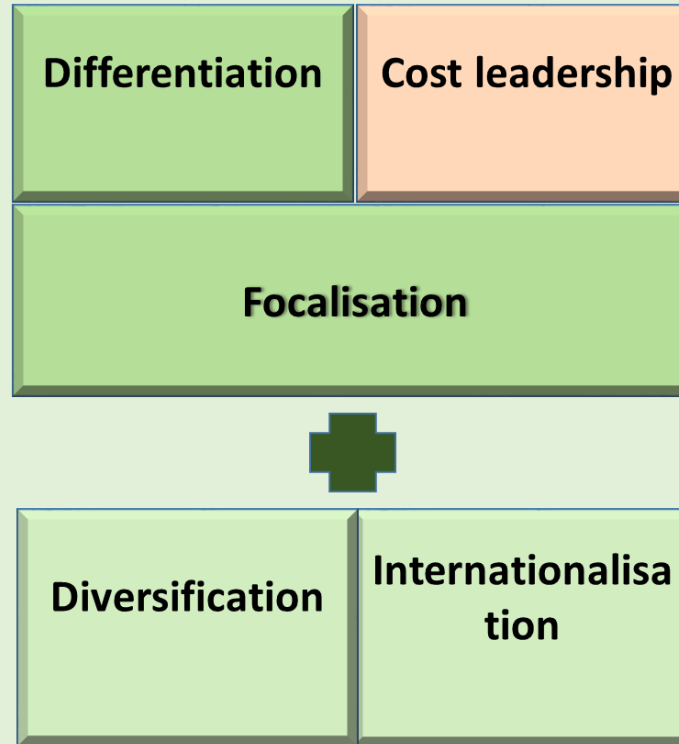 Differentiation
Cost leadership
Focalisation
Diversification
Internationalisa
tion